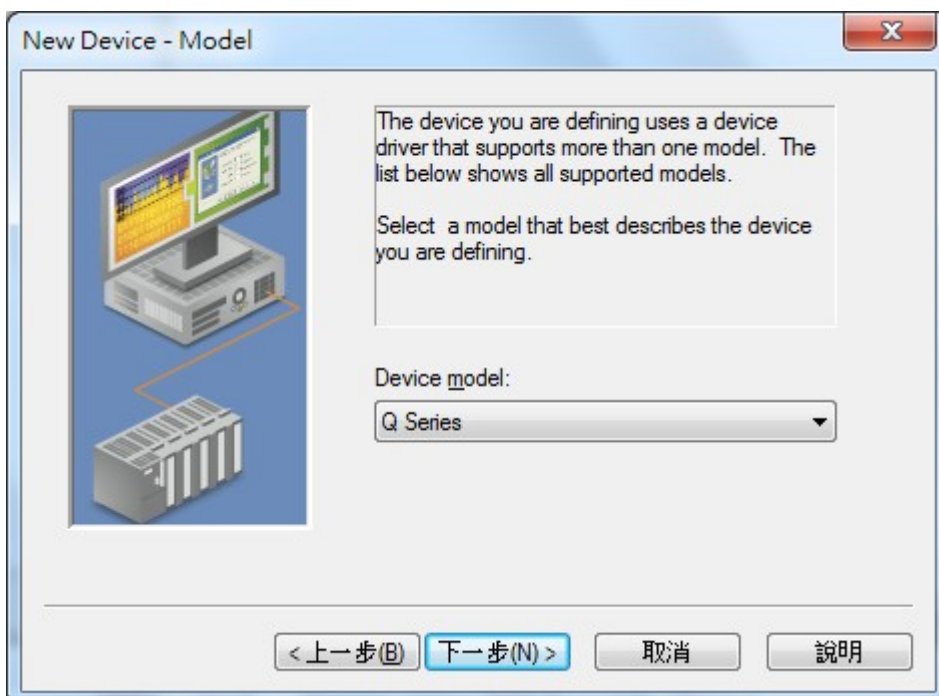 New Device - Model
The device you are defining uses a device
driver that supports more than one model. The
list below shows all supported models.
Select a model that best describes the device
you are defining.
Device model:
Q Series
<上一步(B) 下一步(N) > 取消 說明